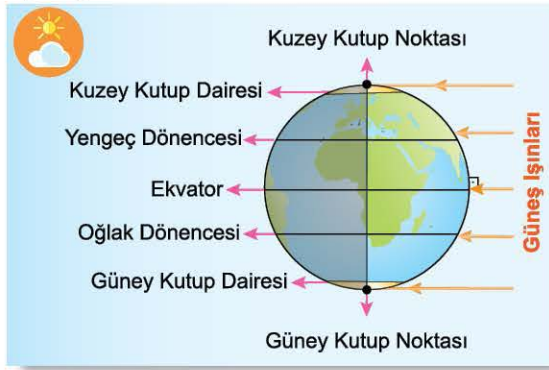 Kuzey Kutup Noktası
Kuzey Kutup Dairesi
Yengeç Dönencesi
Ekvator
Oğlak Dönencesi
Güney Kutup Dairesi
Güney Kutup Noktası
Güneş Işınları